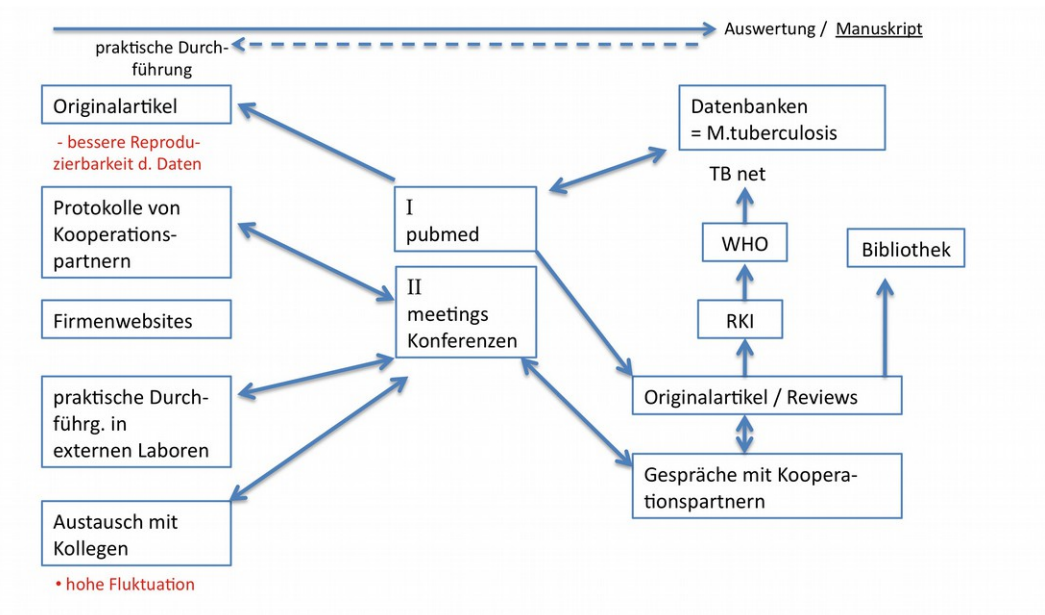 Auswertung / Manuskript
praktische Durch-
führung
Originalartikel
- bessere Reprodu-
zierbarkeit d. Daten
Protokolle von
Kooperations-
partnern
Firmenwebsites
praktische Durch-
führg. in
externen Laboren
Austausch mit
Kollegen
• hohe Fluktuation
I
pubmed
II
meetings
Konferenzen
Datenbanken
= M.tuberculosis
TB net
WHO
RKI
Bibliothek
Originalartikel / Reviews
Gespräche mit Koopera-
tionspartnern